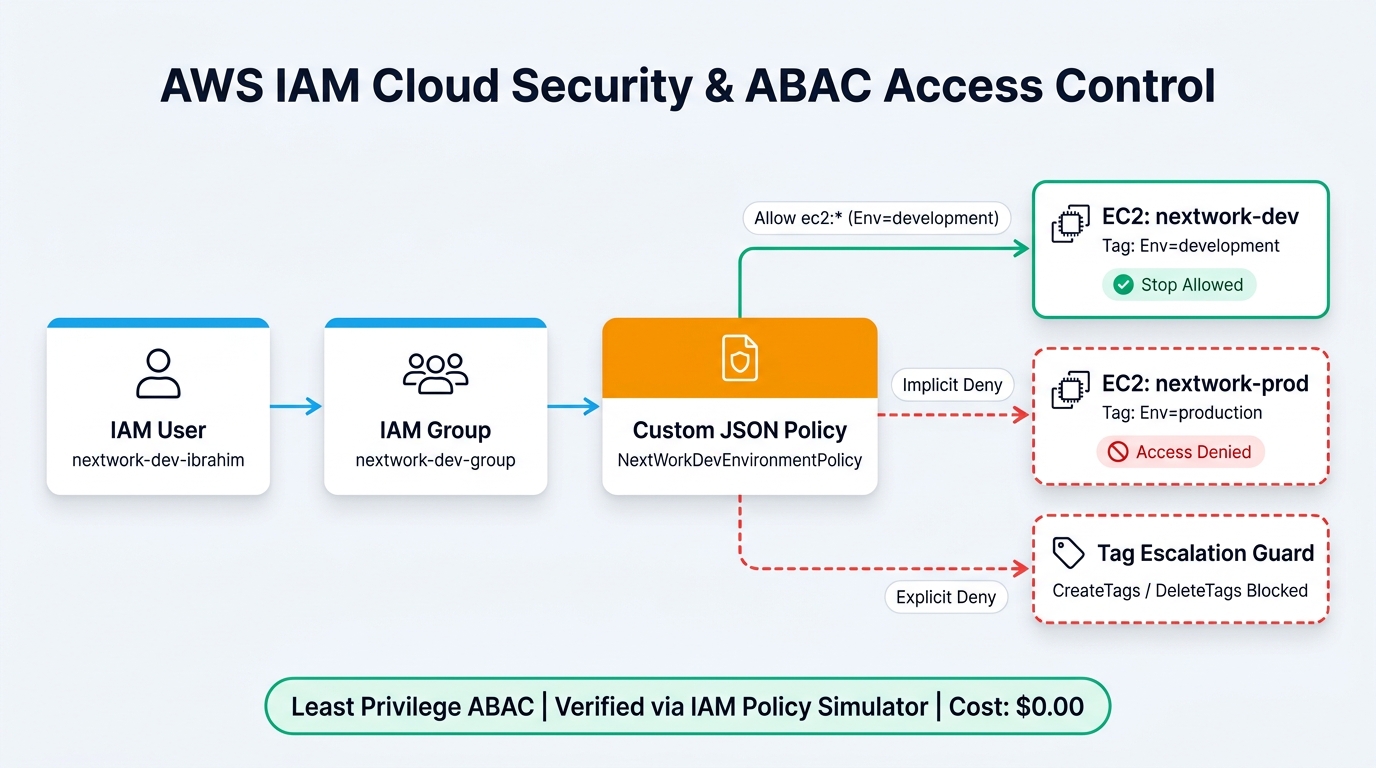 AWS IAM Cloud Security & ABAC Access Control
Allow ec2:* (Env=development)
EC2: nextwork-dev
Tag: Env=development
Stop Allowed
IAM User
nextwork-dev-ibrahim
IAM Group
nextwork-dev-group
Custom JSON Policy
NextWorkDevEnvironmentPolicy
Implicit Deny
EC2: nextwork-prod
Tag: Env=production
Access Denied
Explicit Deny
Tag Escalation Guard
CreateTags / DeleteTags Blocked
Least Privilege ABAC | Verified via IAM Policy Simulator | Cost: $0.00